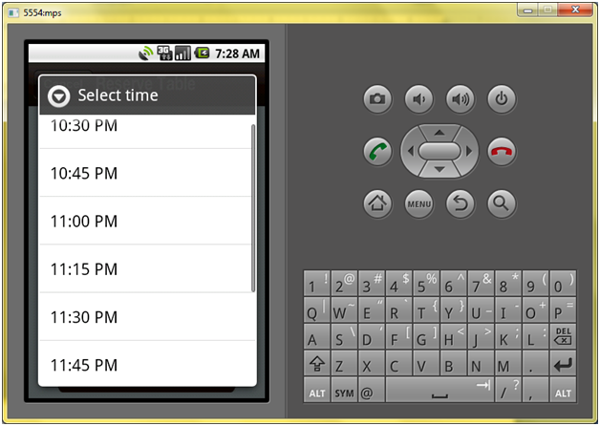 5554:mps
3G
7:28 AM
Reserve Table
Select time
10:30 PM
10:45 PM
11:00 PM
11:15 PM
11:30 PM
11:45 PM
MENU
1 ! 2 @ 3 # 4 $ 5 % 6 ^ 7 & 8 * 9 ( 0 )
Q | W ~ E " R ` T { Y } U _ I - O + P =
A S \ D ' F [ G ] H < J > K ; L : DEL
Z X C V B N M .
ALT SYM @ / ? , ALT